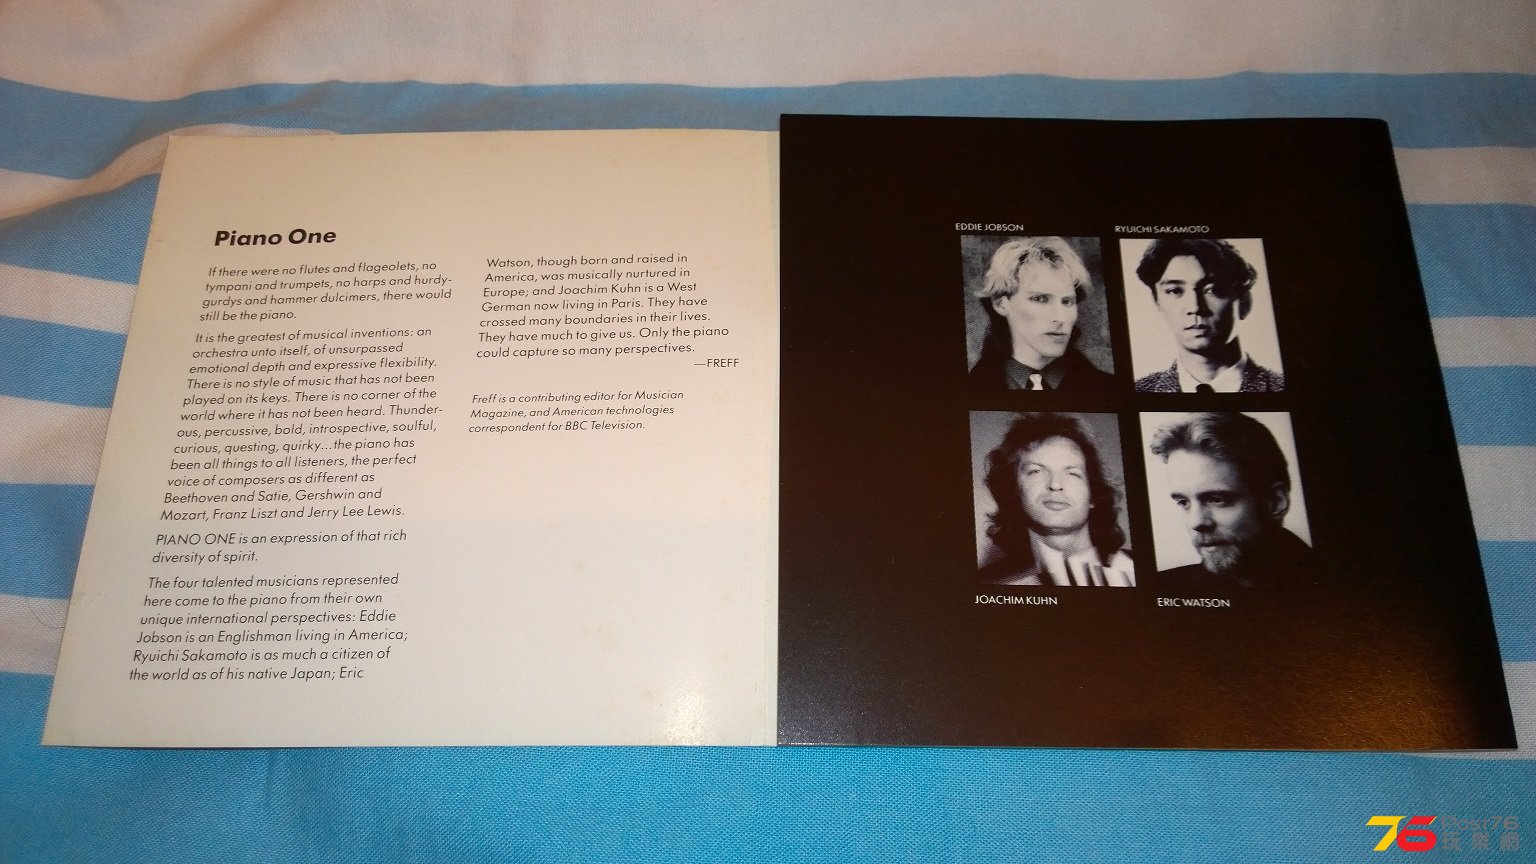 Piano One
If there were no flutes and flageolets, no
tympani and trumpets, no harps and hurdy-
gurdys and hammer dulcimers, there would
still be the piano.
It is the greatest of musical inventions: an
orchestra unto itself, of unsurpassed
emotional depth and expressive flexibility.
There is no style of music that has not been
played on its keys. There is no corner of the
world where it has not been heard. Thunder-
ous, percussive, bold, introspective, soulful,
curious, questing, quirky...the piano has
been all things to all listeners, the perfect
voice of composers as different as
Beethoven and Satie, Gershwin and
Mozart, Franz Liszt and Jerry Lee Lewis.
PIANO ONE is an expression of that rich
diversity of spirit.
The four talented musicians represented
here come to the piano from their own
unique international perspectives: Eddie
Jobson is an Englishman living in America;
Ryuichi Sakamoto is as much a citizen of
the world as of his native Japan; Eric
Watson, though born and raised in
America, was musically nurtured in
Europe; and Joachim Kuhn is a West
German now living in Paris. They have
crossed many boundaries in their lives.
They have much to give us. Only the piano
could capture so many perspectives.
—FREFF
Freff is a contributing editor for Musician
Magazine, and American technologies
correspondent for BBC Television.
EDDIE JOBSON
RYUICHI SAKAMOTO
JOACHIM KUHN
ERIC WATSON
76 Post76
玩樂網